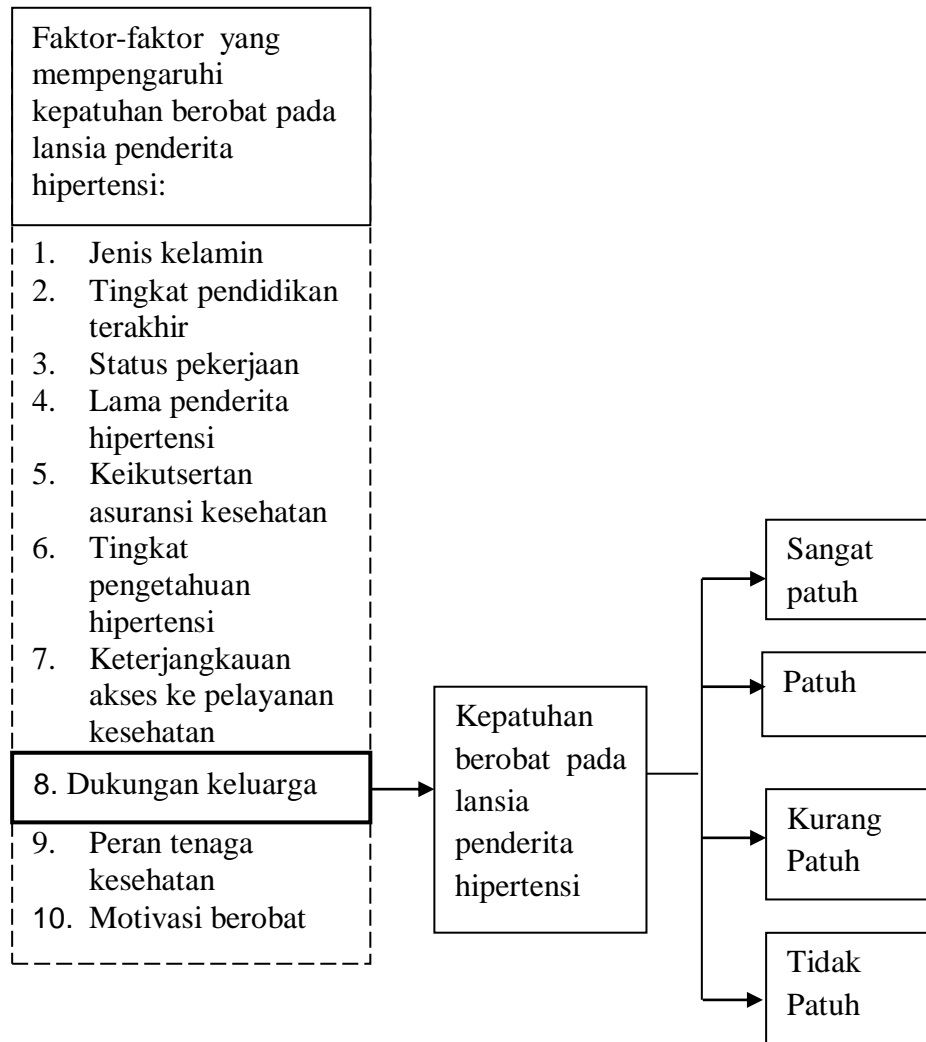 Faktor-faktor yang
mempengaruhi
kepatuhan berobat pada
lansia penderita
hipertensi:
1. Jenis kelamin
2. Tingkat pendidikan
terakhir
3. Status pekerjaan
4. Lama penderita
hipertensi
5. Keikutsertan
asuransi kesehatan
6. Tingkat
pengetahuan
hipertensi
7. Keterjangkauan
akses ke pelayanan
kesehatan
8. Dukungan keluarga
9. Peran tenaga
kesehatan
10. Motivasi berobat
Kepatuhan
berobat pada
lansia
penderita
hipertensi
Sangat
patuh
Patuh
Kurang
Patuh
Tidak
Patuh